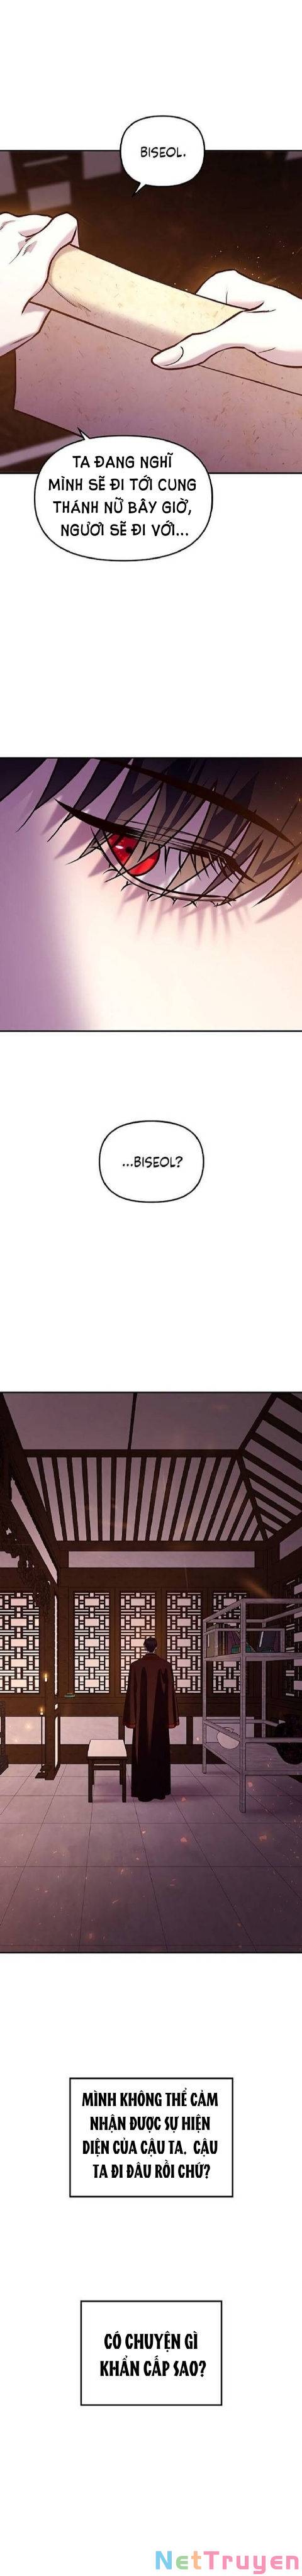 BISEOL.
TA ĐANG NGHĨ
MÌNH SẼ ĐI TỚI CUNG
THÁNH NỮ BÂY GIỜ,
NGƯƠI SẼ ĐI VỚI...
...BISEOL?
MÌNH KHÔNG THỂ CẢM
NHẬN ĐƯỢC SỰ HIỆN
DIỆN CỦA CẬU TA. CẬU
TA ĐI ĐÂU RỒI CHỨ?
CÓ CHUYỆN GÌ
KHẨN CẤP SAO?
NetTruyen